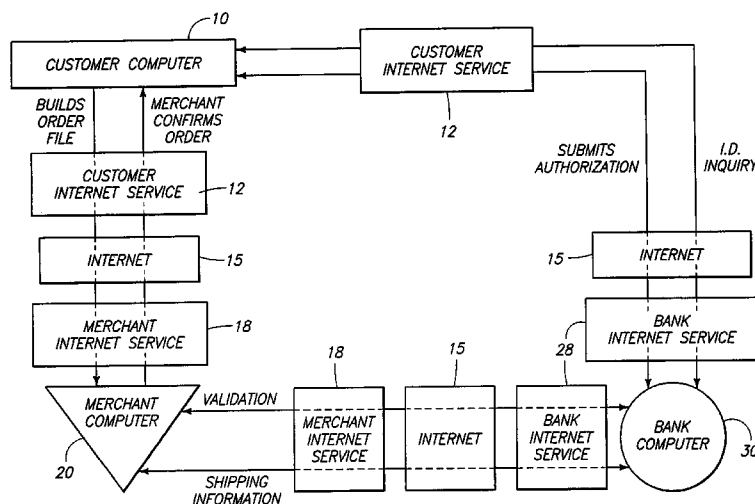 10
CUSTOMER COMPUTER
CUSTOMER
INTERNET SERVICE
12
BUILDS
ORDER
FILE
MERCHANT
CONFIRMS
ORDER
SUBMITS
AUTHORIZATION
I.D.
INQUIRY
CUSTOMER
INTERNET SERVICE
12
INTERNET
15
15
INTERNET
MERCHANT
INTERNET SERVICE
18
BANK
INTERNET SERVICE
28
18
15
MERCHANT
COMPUTER
20
VALIDATION
SHIPPING
INFORMATION
MERCHANT
INTERNET
SERVICE
INTERNET
BANK
INTERNET
SERVICE
BANK
COMPUTER
30